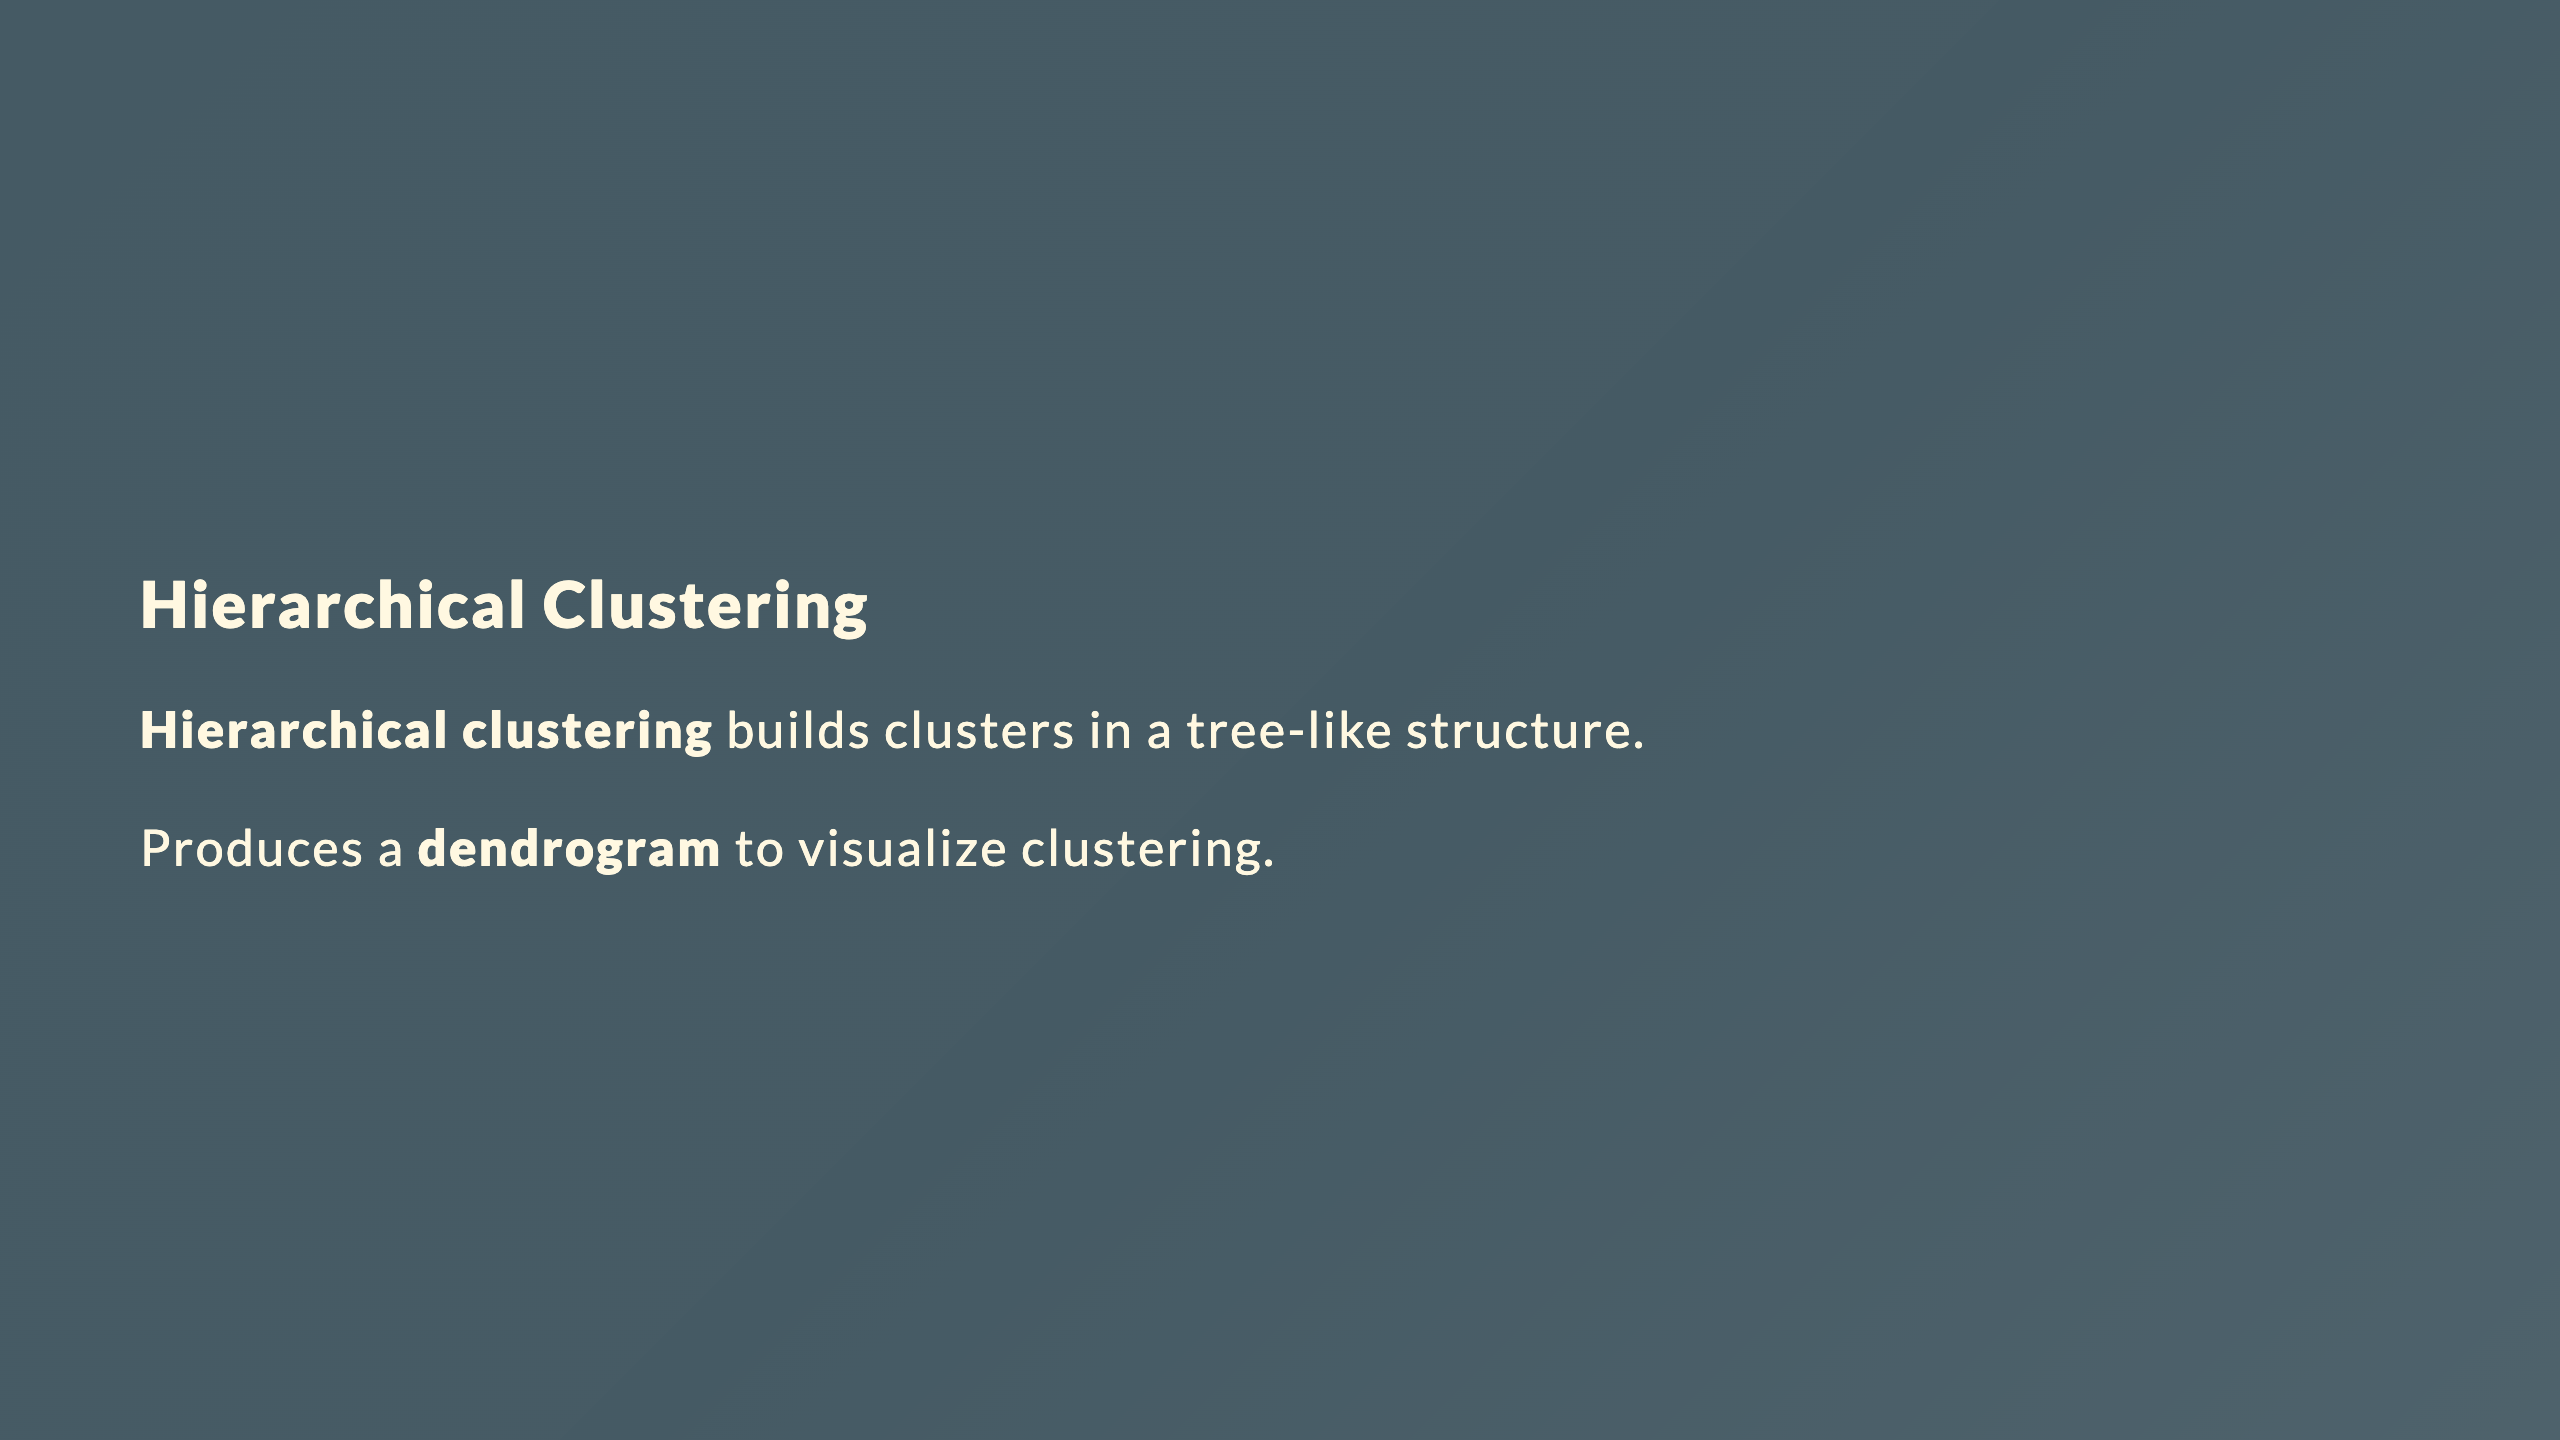 Hierarchical Clustering
Hierarchical clustering builds clusters in a tree-like structure.
Produces a dendrogram to visualize clustering.